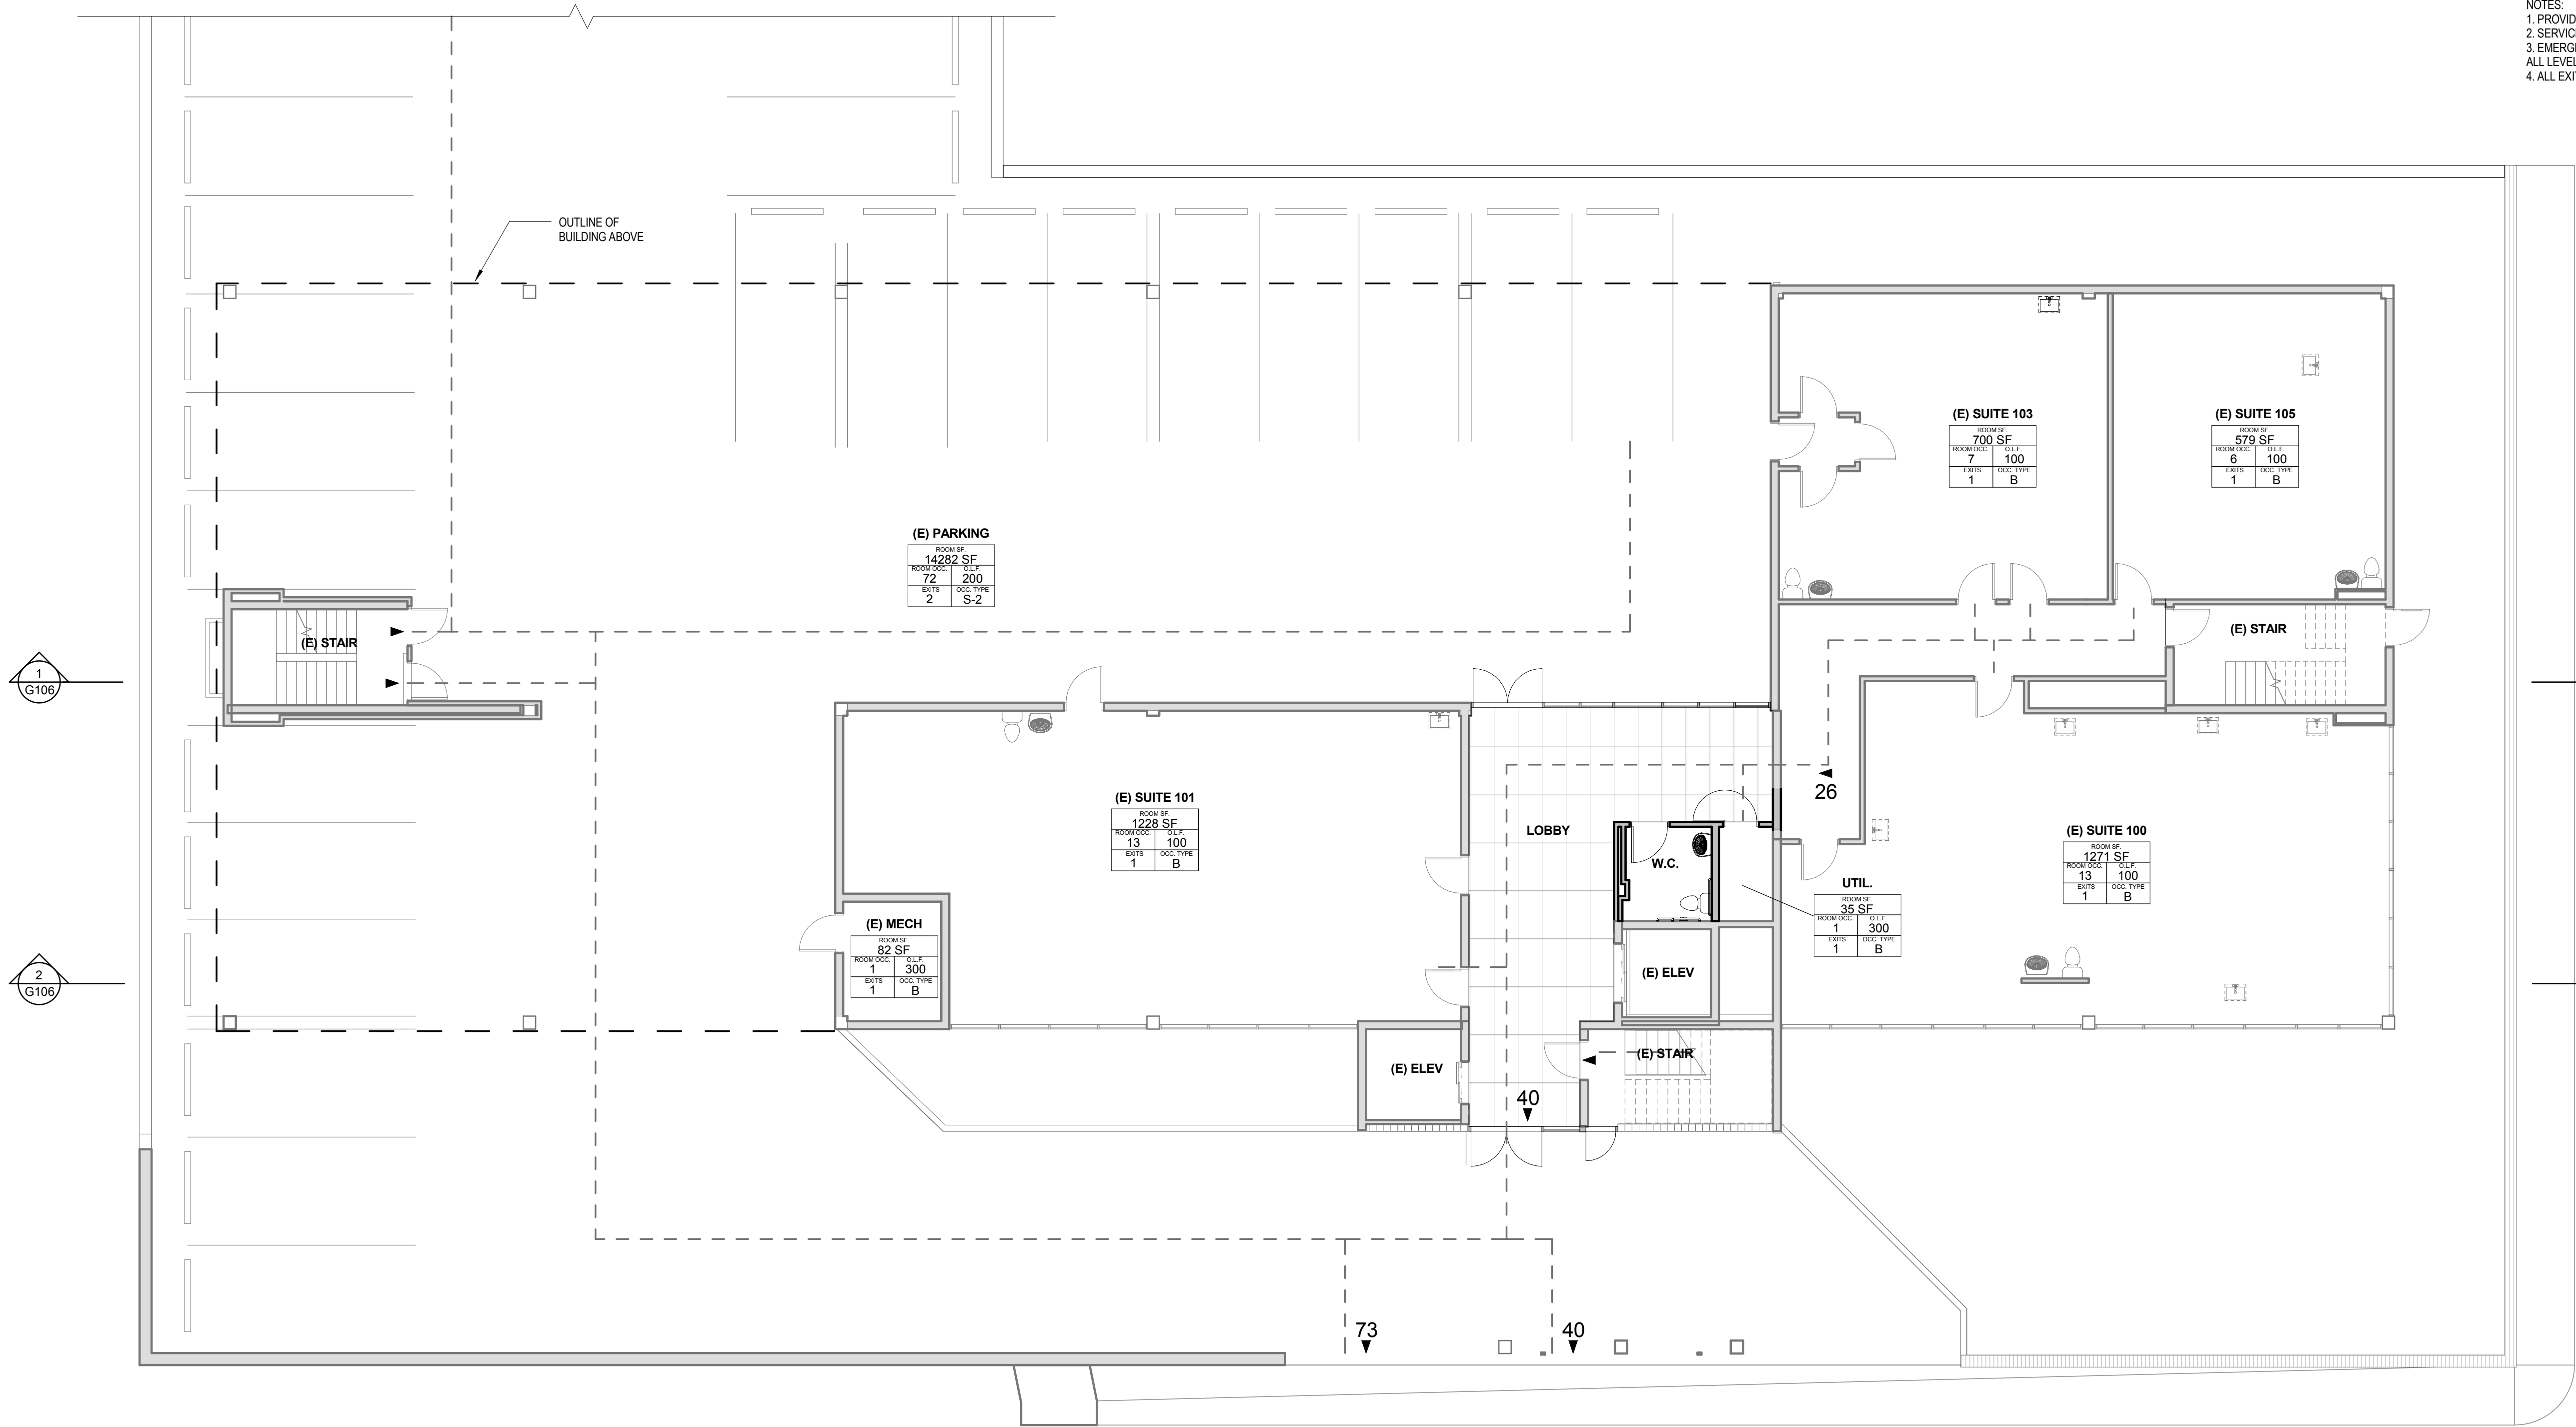 NOTES:
1. PROVID
2. SERVIC
3. EMERG
ALL LEVEL
4. ALL EXI
OUTLINE OF
BUILDING ABOVE
(E) SUITE 103
ROOM SF.
700 SF
ROOM OCC. O.L.F.
7 100
EXITS OCC. TYPE
1 B
(E) SUITE 105
ROOM SF.
579 SF
ROOM OCC. O.L.F.
6 100
EXITS OCC. TYPE
1 B
(E) PARKING
ROOM SF.
14282 SF
ROOM OCC. O.L.F.
72 200
EXITS OCC. TYPE
2 S-2
(E) STAIR
(E) STAIR
1
G106
26
(E) SUITE 101
ROOM SF.
1228 SF
ROOM OCC. O.L.F.
13 100
EXITS OCC. TYPE
1 B
LOBBY
W.C.
(E) SUITE 100
ROOM SF.
1271 SF
ROOM OCC. O.L.F.
13 100
EXITS OCC. TYPE
1 B
UTIL.
ROOM SF.
35 SF
ROOM OCC. O.L.F.
1 300
EXITS OCC. TYPE
1 B
(E) MECH
ROOM SF.
82 SF
ROOM OCC. O.L.F.
1 300
EXITS OCC. TYPE
1 B
2
G106
(E) ELEV
(E) STAIR
(E) ELEV
40
73
40